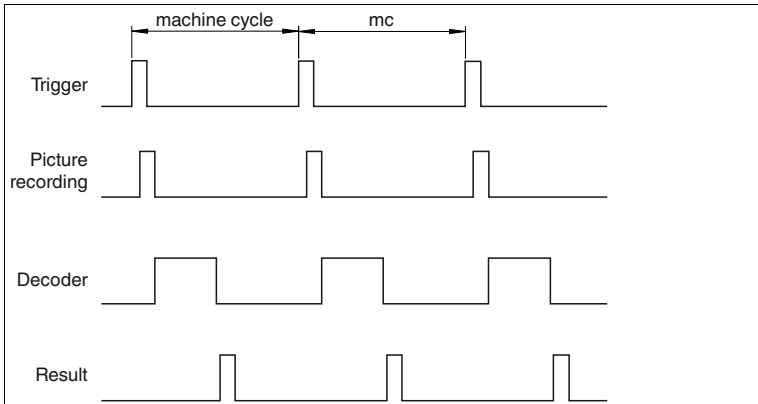 machine cycle
mc
Trigger
Picture
recording
Decoder
Result